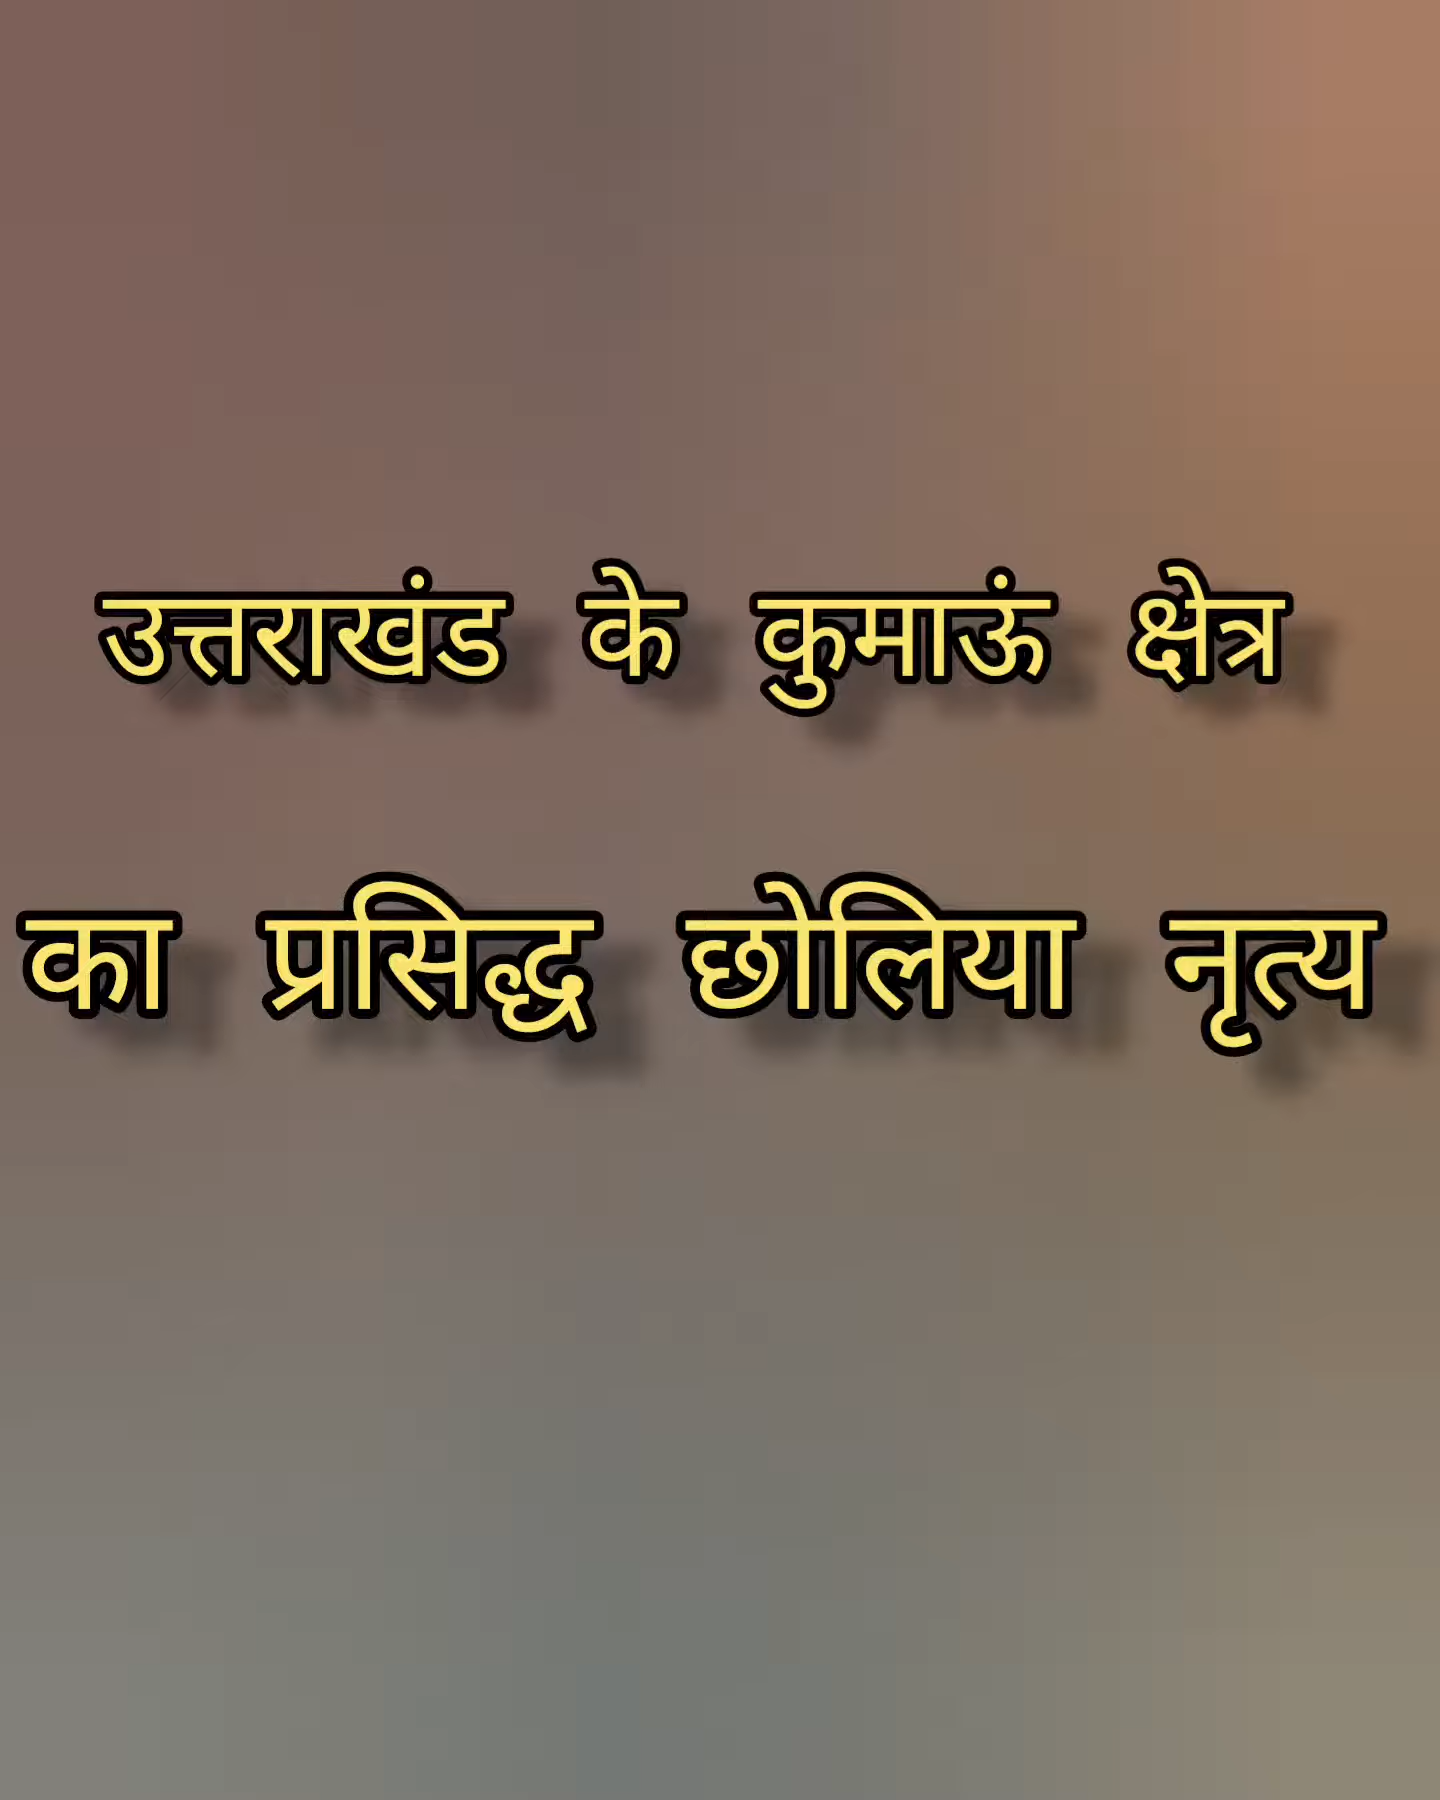 उत्तराखंड के कुमाऊं क्षेत्र
का प्रसिद्ध छोलिया नृत्य